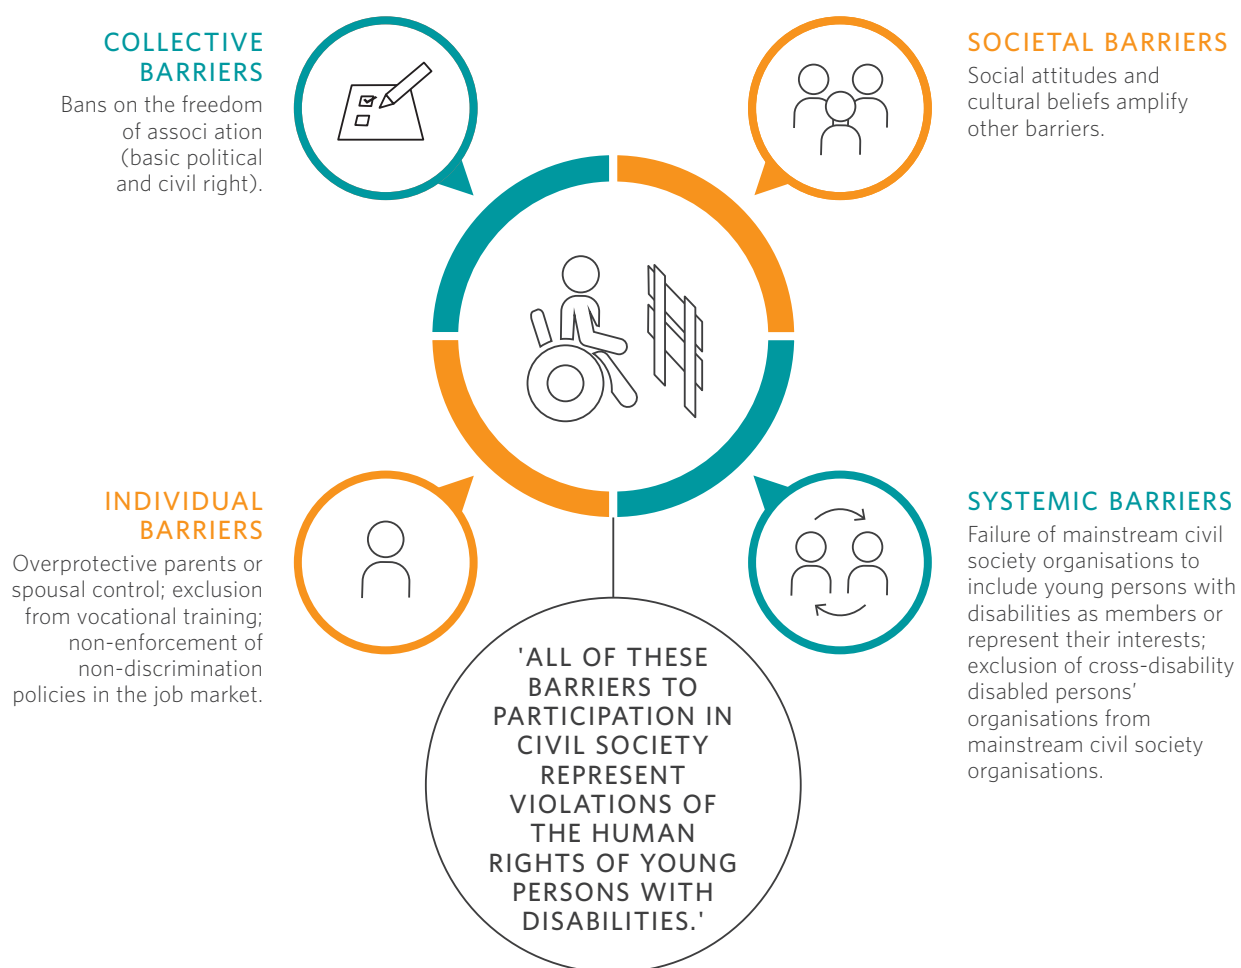 COLLECTIVE
BARRIERS
Bans on the freedom
of associ ation
(basic political
and civil right).
SOCIETAL BARRIERS
Social attitudes and
cultural beliefs amplify
other barriers.
INDIVIDUAL
BARRIERS
Overprotective parents or
spousal control; exclusion
from vocational training;
non-enforcement of
non-discrimination
policies in the job market.
SYSTEMIC BARRIERS
Failure of mainstream civil
society organisations to
include young persons with
disabilities as members or
represent their interests;
exclusion of cross-disability
disabled persons’
organisations from
mainstream civil society
organisations.
'ALL OF THESE
BARRIERS TO
PARTICIPATION IN
CIVIL SOCIETY
REPRESENT
VIOLATIONS OF
THE HUMAN
RIGHTS OF YOUNG
PERSONS WITH
DISABILITIES.'